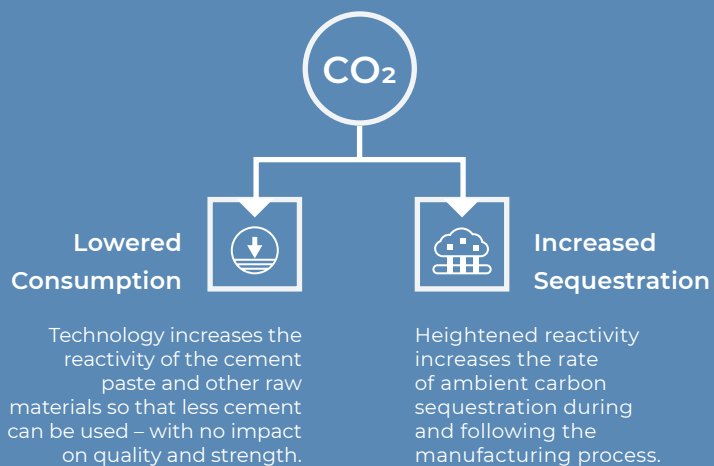 CO₂
Lowered
Consumption
Technology increases the
reactivity of the cement
paste and other raw
materials so that less cement
can be used – with no impact
on quality and strength.
Increased
Sequestration
Heightened reactivity
increases the rate
of ambient carbon
sequestration during
and following the
manufacturing process.